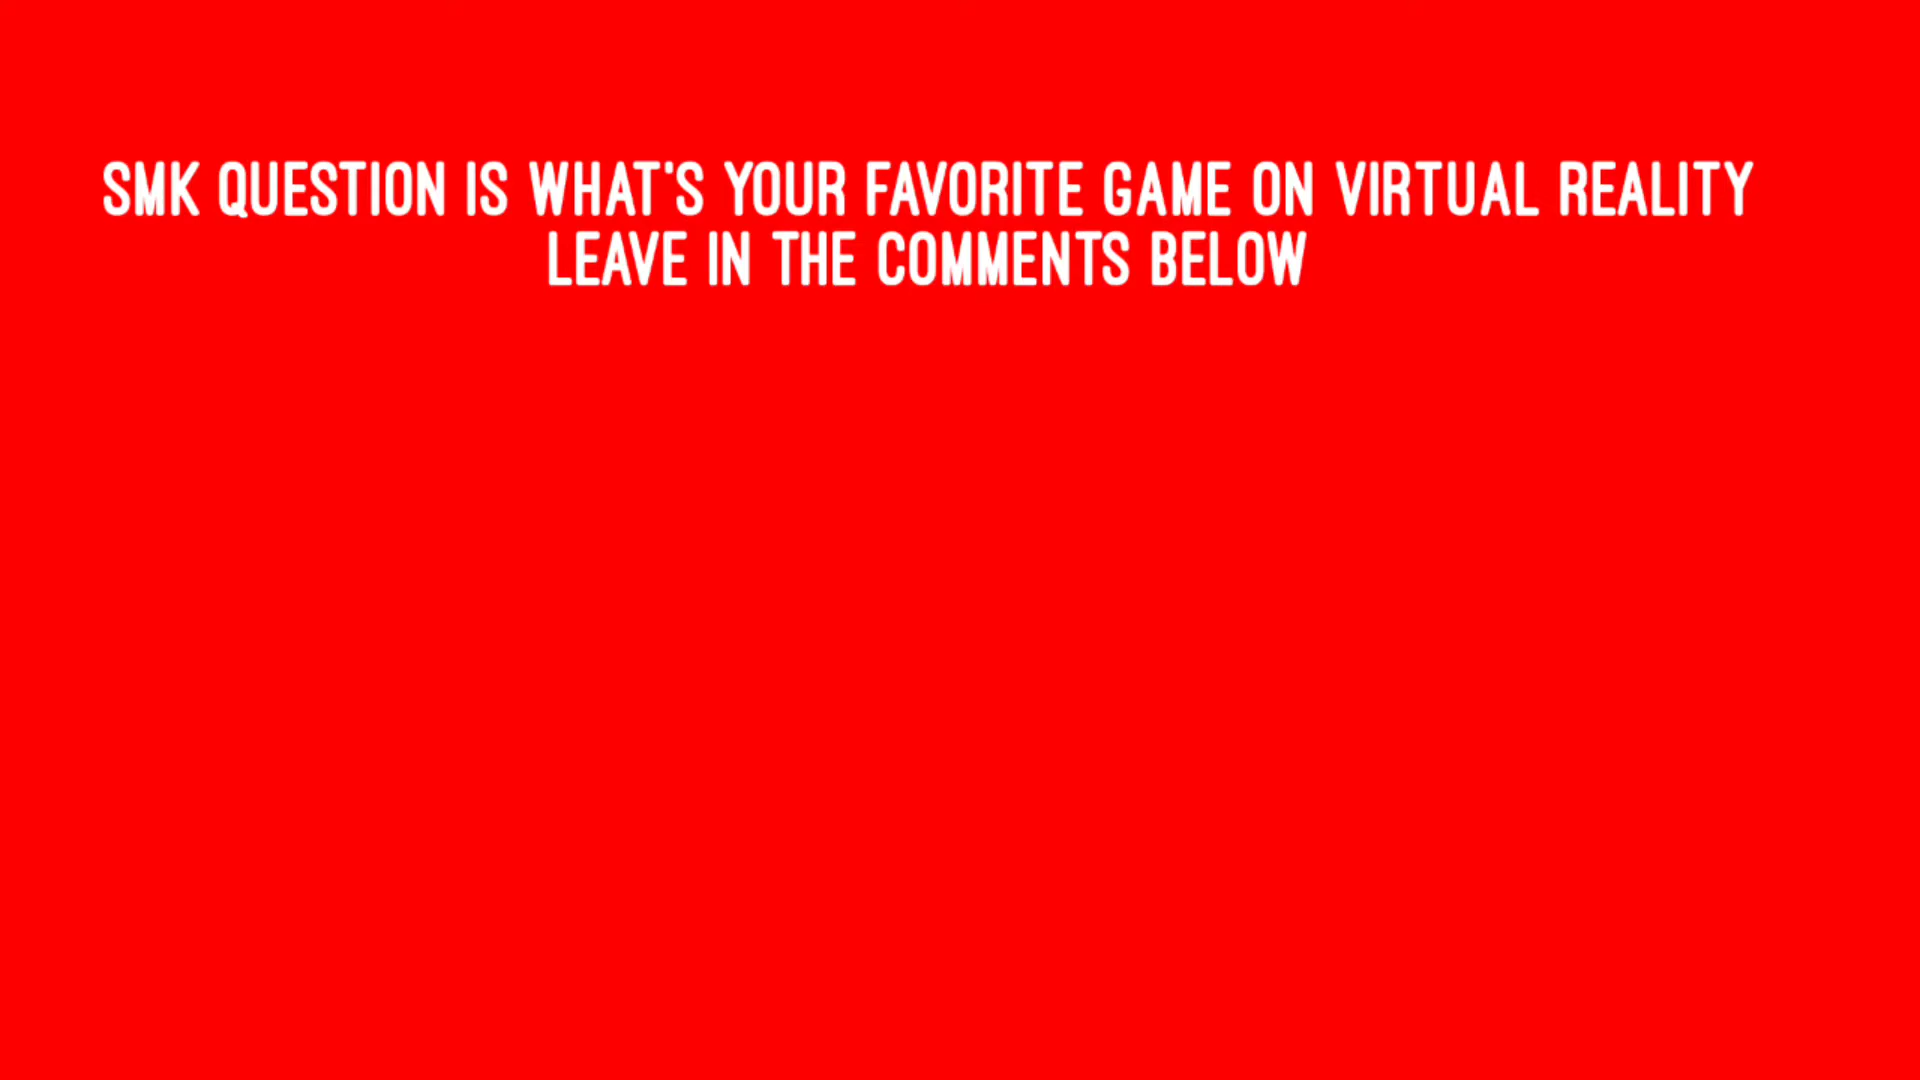 SMK QUESTION IS WHAT'S YOUR FAVORITE GAME ON VIRTUAL REALITY
LEAVE IN THE COMMENTS BELOW